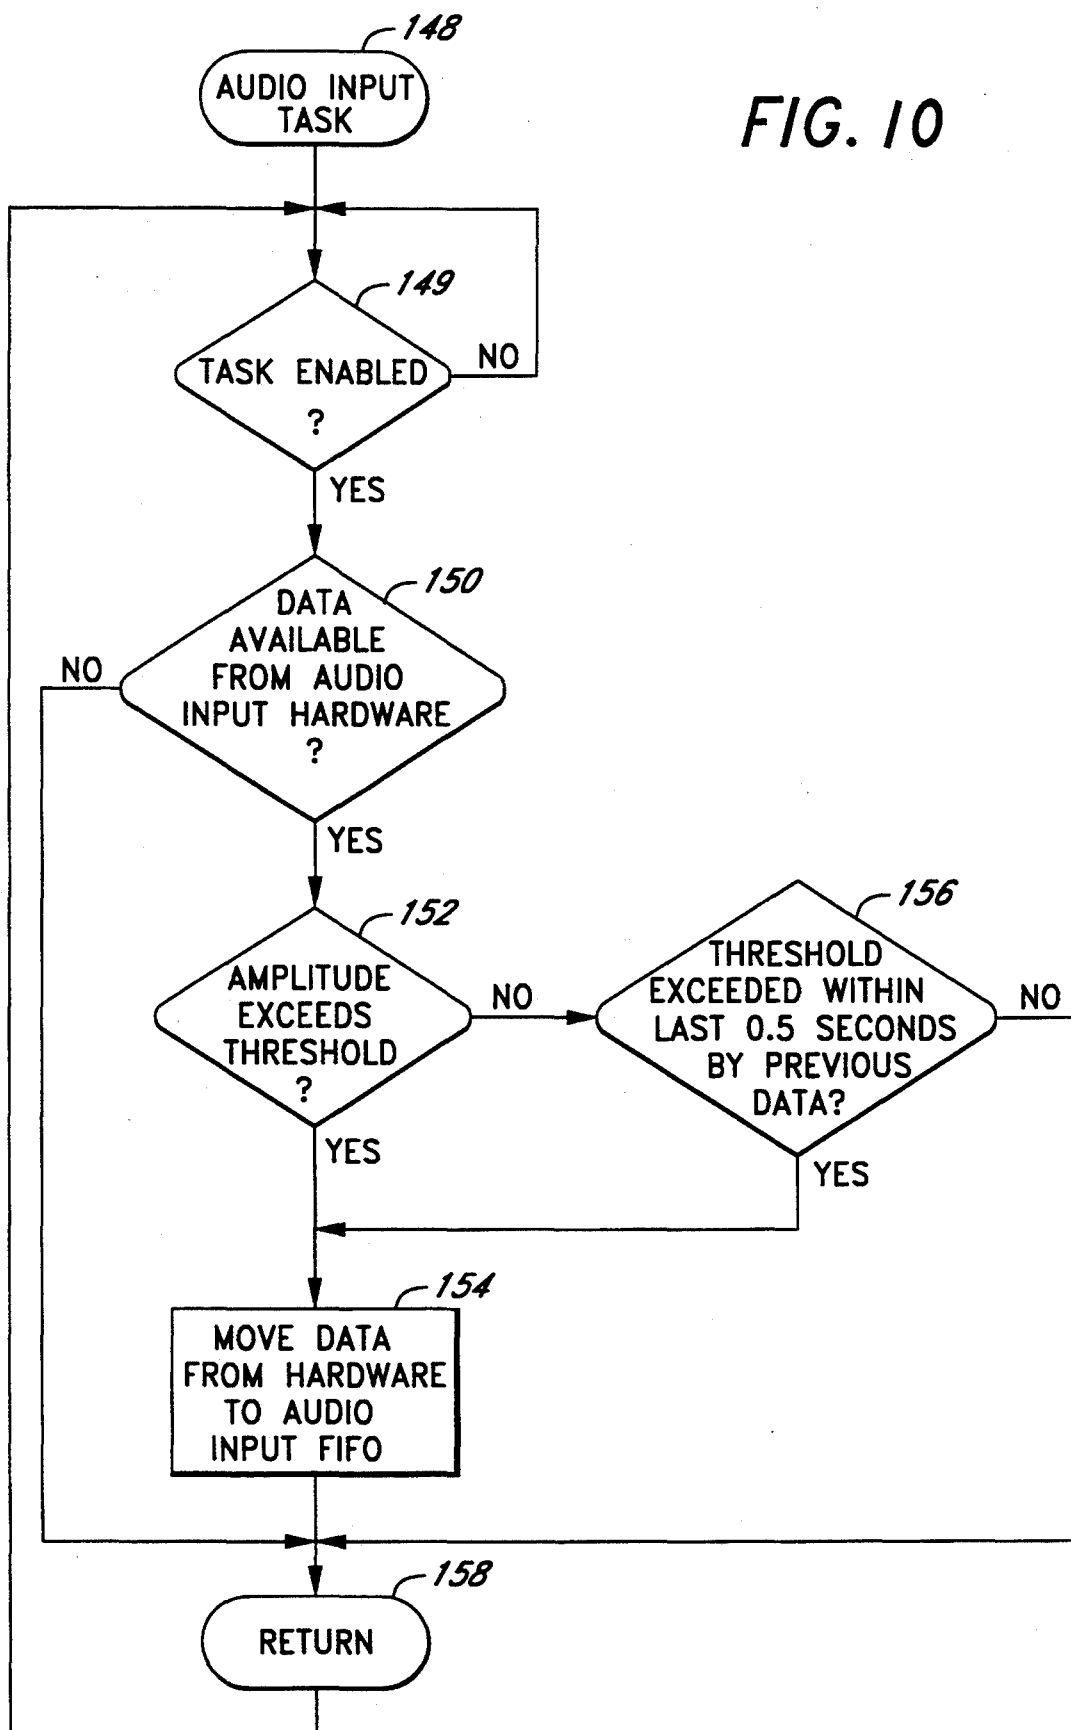 148
AUDIO INPUT
TASK
FIG. 10
149
TASK ENABLED
?
NO
YES
150
DATA
AVAILABLE
FROM AUDIO
INPUT HARDWARE
?
NO
YES
152
AMPLITUDE
EXCEEDS
THRESHOLD
?
NO
YES
156
THRESHOLD
EXCEEDED WITHIN
LAST 0.5 SECONDS
BY PREVIOUS
DATA?
NO
YES
154
MOVE DATA
FROM HARDWARE
TO AUDIO
INPUT FIFO
158
RETURN